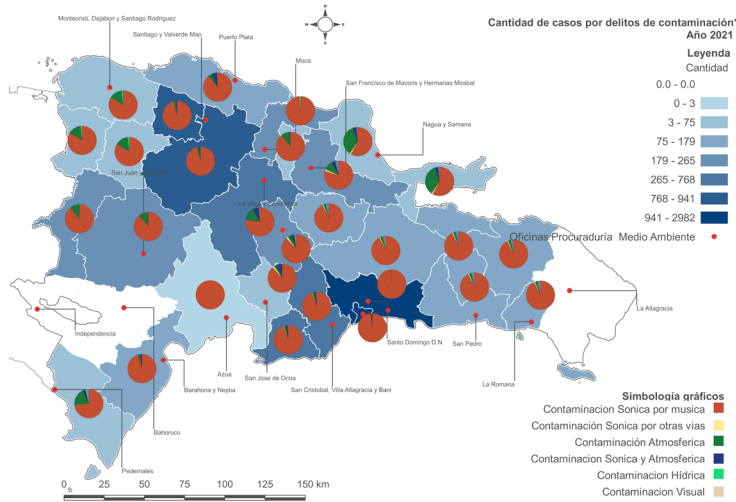 Cantidad de casos por delitos de contaminación*
Año 2021
Leyenda
Cantidad
0.0 - 0.0
0 - 3
3 - 75
75 - 179
179 - 265
265 - 768
768 - 941
941 - 2982
Oficinas Procuraduría Medio Ambiente
Montecristi, Dajabon y Santiago Rodriguez
Santiago y Valverde Mao
Puerto Plata
Moca
San Francisco de Macoris y Hermanas Mirabal
Nagua y Samana
N
W
E
S
San Juan
La Vega
Independencia
Azua
Barahona y Neyba
Bahoruco
Pedernales
San Jose de Ocoa
San Cristobal, Villa Altagracia y Bani
Santo Domingo D.N.
San Pedro
La Romana
La Altagracia
Simbología gráficos
Contaminacion Sonica por musica
Contaminación Sonica por otras vias
Contaminación Atmosferica
Contaminacion Sonica y Atmosferica
Contaminacion Hídrica
Contaminacion Visual
0 25 50 75 100 150 km